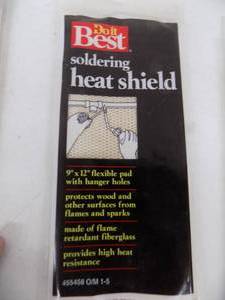 Do it
Best
soldering
heat shield
9" x 12" flexible pad
with hanger holes
protects wood and
other surfaces from
flames and sparks
made of flame
retardant fiberglass
provides high heat
resistance
#55458 O/M 1-5